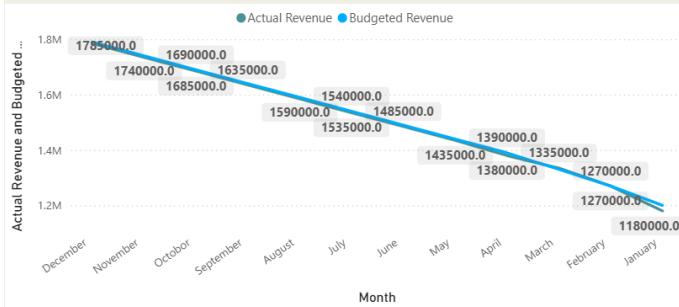 Actual Revenue Budgeted Revenue
Actual Revenue and Budgeted ...
1.8M
1.6M
1.4M
1.2M
1785000.0
1740000.0
1690000.0
1685000.0
1635000.0
1590000.0
1540000.0
1535000.0
1485000.0
1435000.0
1390000.0
1380000.0
1335000.0
1270000.0
1270000.0
1180000.0
December
November
Octobor
September
August
July
June
May
April
March
February
January
Month